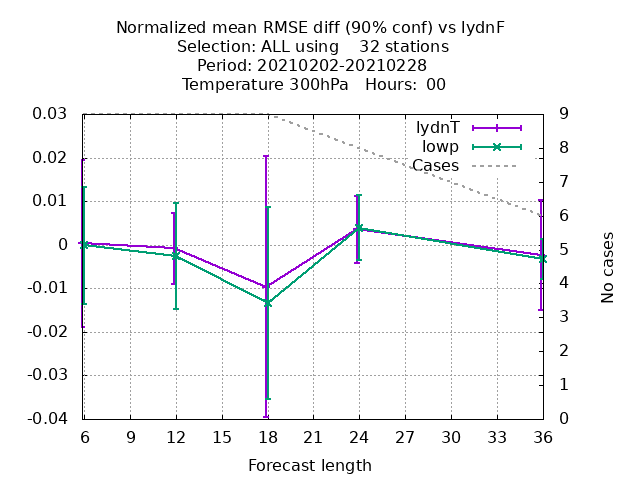 Normalized mean RMSE diff (90% conf) vs lydnF
Selection: ALL using 32 stations
Period: 20210202-20210228
Temperature 300hPa Hours: 00
lydnT
lowp
Cases
0.03
0.02
0.01
0
-0.01
-0.02
-0.03
-0.04
9
8
7
6
5
4
3
2
1
0
No cases
6 9 12 15 18 21 24 27 30 33 36
Forecast length